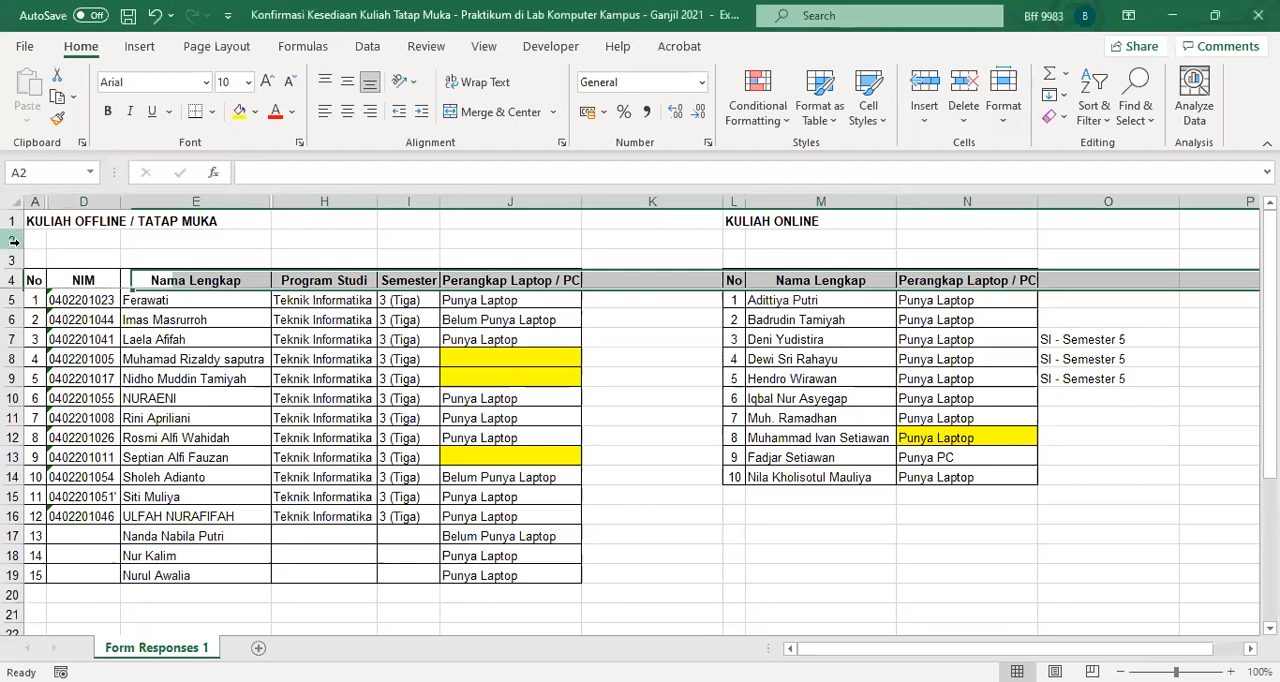 AutoSave Off Konfirmasi Kesediaan Kuliah Tatap Muka - Praktikum di Lab Komputer Kampus - Ganjil 2021 - Ex... Search Bff 9983 B
File Home Insert Page Layout Formulas Data Review View Developer Help Acrobat Share Comments
Paste Arial 10 Wrap Text General Conditional Formatting Format as Table Cell Styles Insert Delete Format Sort & Filter Find & Select Analyze Data
B I U A Merge & Center % 
Clipboard Font Alignment Number Styles Cells Editing Analysis
A2 fx
A D E H I J K L M N O P
1 KULIAH OFFLINE / TATAP MUKA KULIAH ONLINE
2
3
4 No NIM Nama Lengkap Program Studi Semester Perangkap Laptop / PC No Nama Lengkap Perangkap Laptop / PC
5 1 0402201023 Ferawati Teknik Informatika 3 (Tiga) Punya Laptop 1 Adittiya Putri Punya Laptop
6 2 0402201044 Imas Masrurroh Teknik Informatika 3 (Tiga) Belum Punya Laptop 2 Badrudin Tamiyah Punya Laptop
7 3 0402201041 Laela Afifah Teknik Informatika 3 (Tiga) Punya Laptop 3 Deni Yudistira Punya Laptop SI - Semester 5
8 4 0402201005 Muhamad Rizaldy saputra Teknik Informatika 3 (Tiga) 4 Dewi Sri Rahayu Punya Laptop SI - Semester 5
9 5 0402201017 Nidho Muddin Tamiyah Teknik Informatika 3 (Tiga) 5 Hendro Wirawan Punya Laptop SI - Semester 5
10 6 0402201055 NURAENI Teknik Informatika 3 (Tiga) Punya Laptop 6 Iqbal Nur Asyegap Punya Laptop
11 7 0402201008 Rini Apriliani Teknik Informatika 3 (Tiga) Punya Laptop 7 Muh. Ramadhan Punya Laptop
12 8 0402201026 Rosmi Alfi Wahidah Teknik Informatika 3 (Tiga) Punya Laptop 8 Muhammad Ivan Setiawan Punya Laptop
13 9 0402201011 Septian Alfi Fauzan Teknik Informatika 3 (Tiga) 9 Fadjar Setiawan Punya PC
14 10 0402201054 Sholeh Adianto Teknik Informatika 3 (Tiga) Belum Punya Laptop 10 Nila Kholisotul Mauliya Punya Laptop
15 11 0402201051' Siti Muliya Teknik Informatika 3 (Tiga) Punya Laptop
16 12 0402201046 ULFAH NURAFIFAH Teknik Informatika 3 (Tiga) Punya Laptop
17 13 Nanda Nabila Putri Belum Punya Laptop
18 14 Nur Kalim Punya Laptop
19 15 Nurul Awalia Punya Laptop
20
21
22
Form Responses 1
Ready 100%